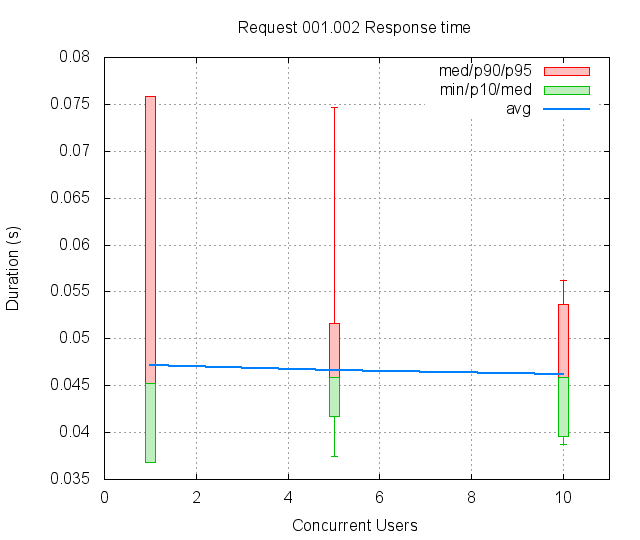 Request 001.002 Response time
0.08
0.075
0.07
0.065
0.06
0.055
0.05
0.045
0.04
0.035
Duration (s)
med/p90/p95
min/p10/med
avg
0 2 4 6 8 10
Concurrent Users